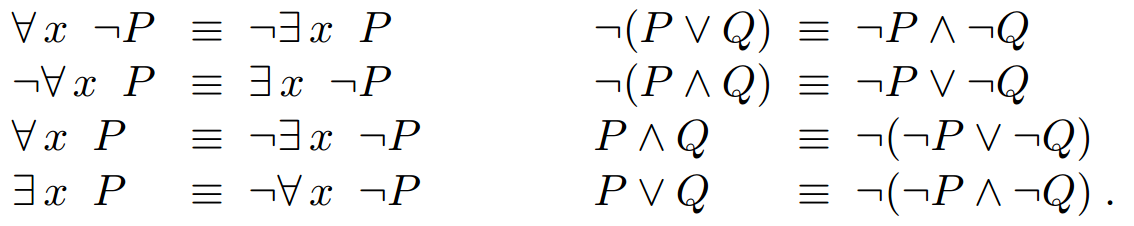 ∀x ¬P ≡ ¬∃x P ¬(P ∨ Q) ≡ ¬P ∧ ¬Q
¬∀x P ≡ ∃x ¬P ¬(P ∧ Q) ≡ ¬P ∨ ¬Q
∀x P ≡ ¬∃x ¬P P ∧ Q ≡ ¬(¬P ∨ ¬Q)
∃x P ≡ ¬∀x ¬P P ∨ Q ≡ ¬(¬P ∧ ¬Q) .